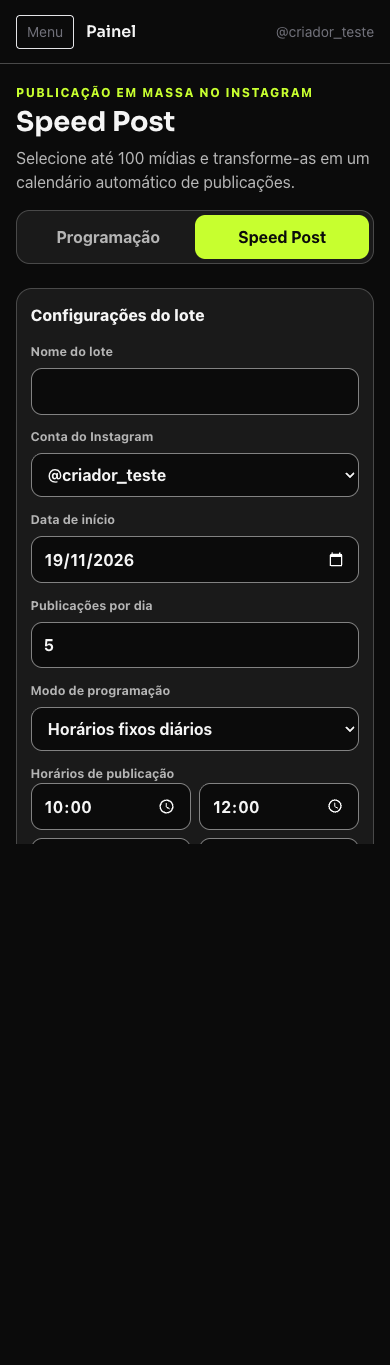 Menu
Painel
@criador_teste
PUBLICAÇÃO EM MASSA NO INSTAGRAM
Speed Post
Selecione até 100 mídias e transforme-as em um
calendário automático de publicações.
Programação
Speed Post
Configurações do lote
Nome do lote
Conta do Instagram
@criador_teste
Data de início
19/11/2026
Publicações por dia
5
Modo de programação
Horários fixos diários
Horários de publicação
10:00
12:00